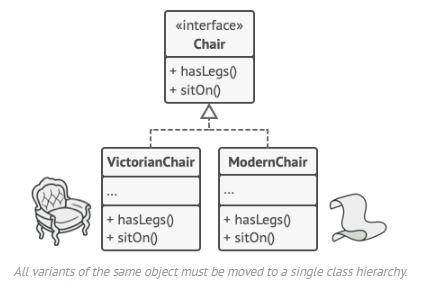 «interface»
Chair
+ hasLegs()
+ sitOn()
VictorianChair
...
+ hasLegs()
+ sitOn()
ModernChair
...
+ hasLegs()
+ sitOn()
All variants of the same object must be moved to a single class hierarchy.